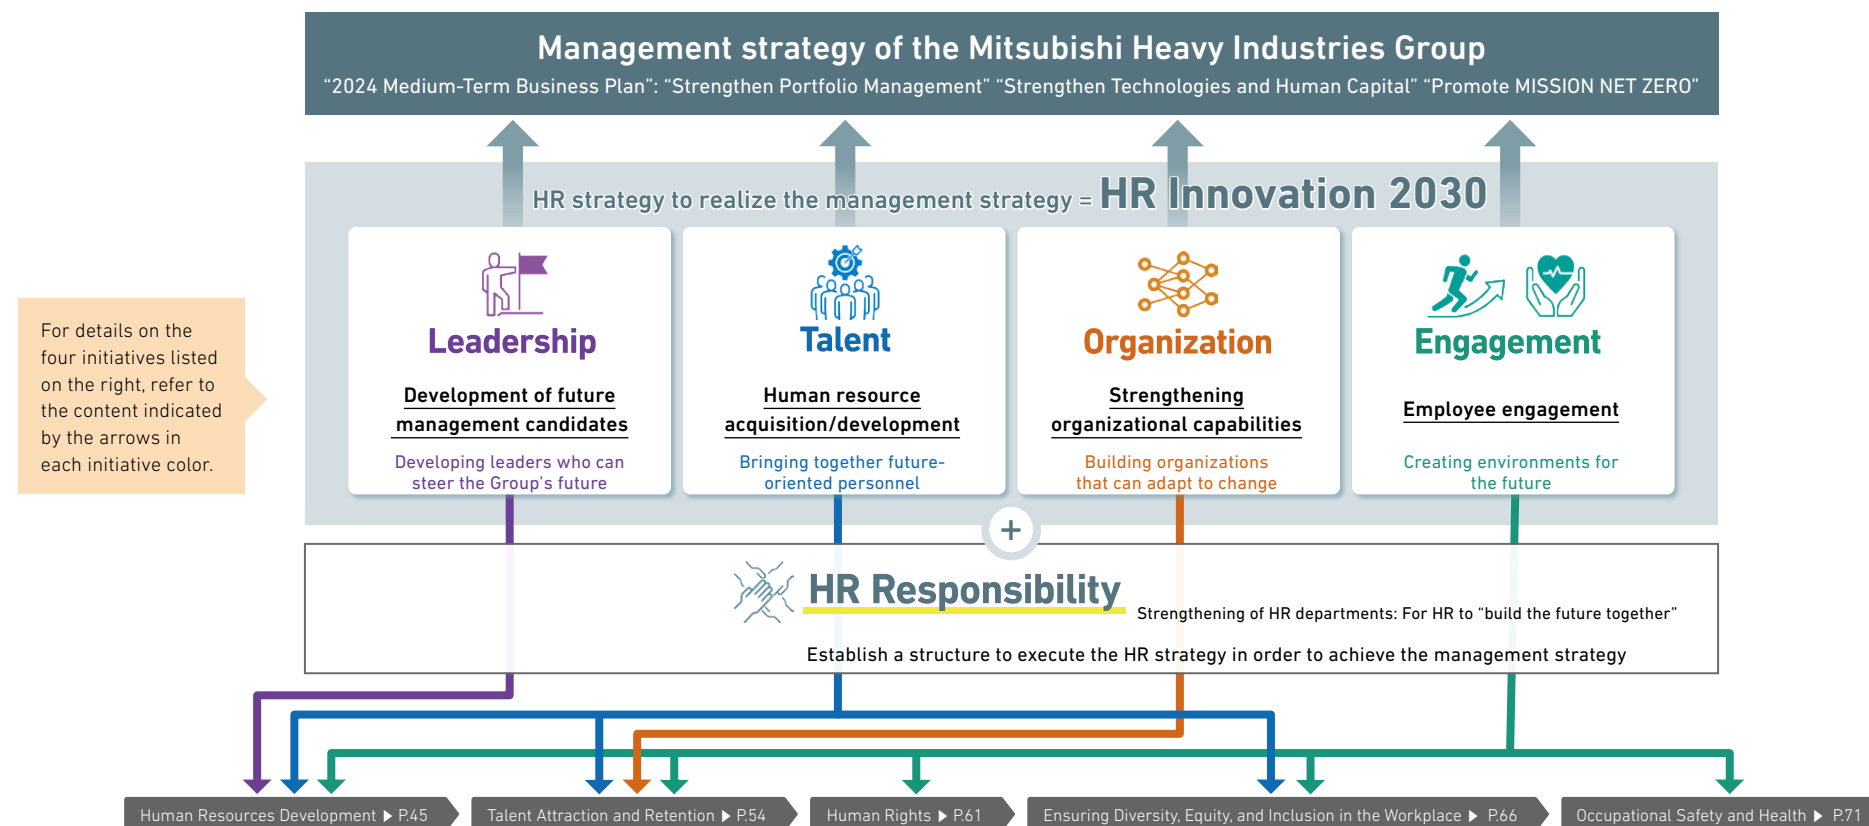 Management strategy of the Mitsubishi Heavy Industries Group
“2024 Medium-Term Business Plan”: “Strengthen Portfolio Management” “Strengthen Technologies and Human Capital” “Promote MISSION NET ZERO”
HR strategy to realize the management strategy = HR Innovation 2030
For details on the
four initiatives listed
on the right, refer to
the content indicated
by the arrows in
each initiative color.
Leadership
Development of future
management candidates
Developing leaders who can
steer the Group’s future
Talent
Human resource
acquisition/development
Bringing together future-
oriented personnel
Organization
Strengthening
organizational capabilities
Building organizations
that can adapt to change
Engagement
Employee engagement
Creating environments for
the future
+
HR Responsibility
Strengthening of HR departments: For HR to “build the future together”
Establish a structure to execute the HR strategy in order to achieve the management strategy
Human Resources Development ▶ P.45
Talent Attraction and Retention ▶ P.54
Human Rights ▶ P.61
Ensuring Diversity, Equity, and Inclusion in the Workplace ▶ P.66
Occupational Safety and Health ▶ P.71